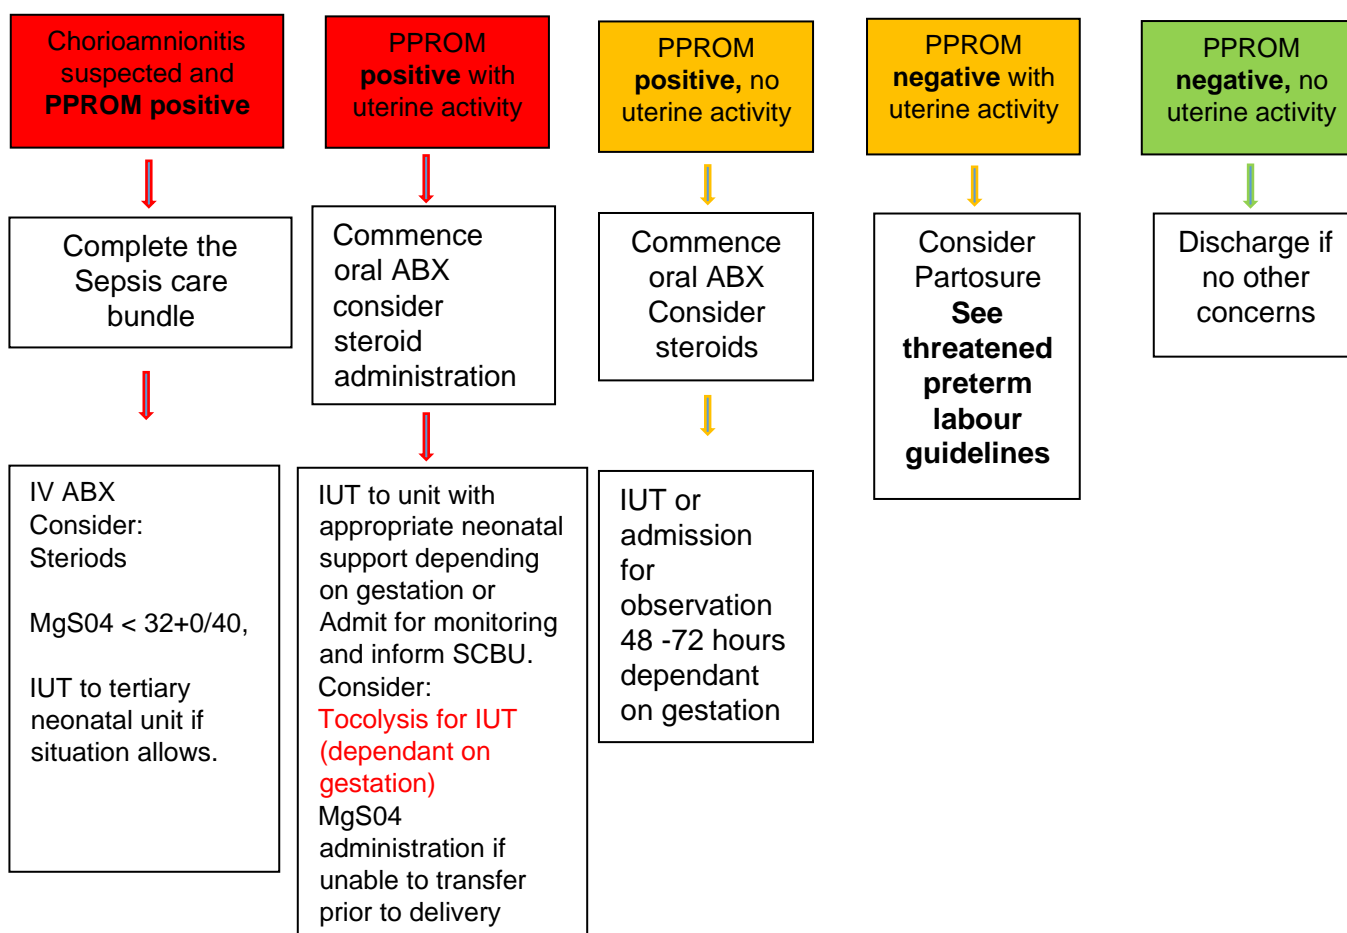 Chorioamnionitis
suspected and
PPROM positive
PPROM
positive with
uterine activity
PPROM
positive, no
uterine activity
PPROM
negative with
uterine activity
PPROM
negative, no
uterine activity
Complete the
Sepsis care
bundle
Commence
oral ABX
consider
steroid
administration
Commence
oral ABX
Consider
steroids
Consider
Partosure
See
threatened
preterm
labour
guidelines
Discharge if
no other
concerns
IV ABX
Consider:
Steriods
MgS04 < 32+0/40,
IUT to tertiary
neonatal unit if
situation allows.
IUT to unit with
appropriate neonatal
support depending
on gestation or
Admit for monitoring
and inform SCBU.
Consider:
Tocolysis for IUT
(dependant on
gestation)
MgS04
administration if
unable to transfer
prior to delivery
IUT or
admission
for
observation
48 -72 hours
dependant
on gestation